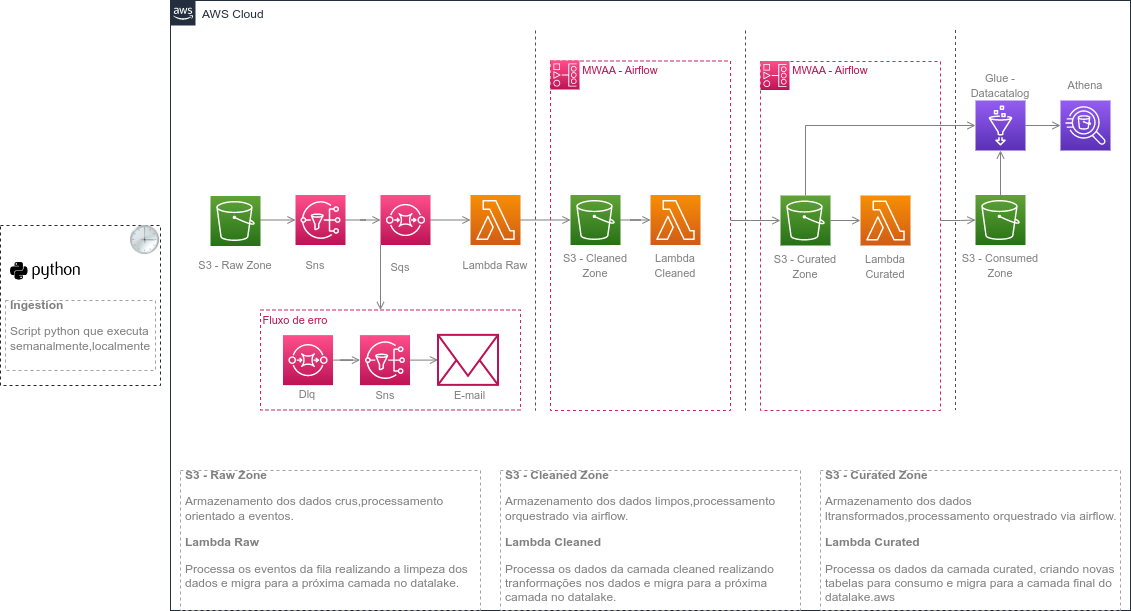 aws
AWS Cloud
MWAA - Airflow
MWAA - Airflow
Glue -
Datacatalog
Athena
S3 - Raw Zone
Sns
Sqs
Lambda Raw
S3 - Cleaned
Zone
Lambda
Cleaned
S3 - Curated
Zone
Lambda
Curated
S3 - Consumed
Zone
python
Ingestion
Script python que executa
semanalmente,localmente
Fluxo de erro
Dlq
Sns
E-mail
S3 - Raw Zone
Armazenamento dos dados crus,processamento
orientado a eventos.
Lambda Raw
Processa os eventos da fila realizando a limpeza dos
dados e migra para a próxima camada no datalake.
S3 - Cleaned Zone
Armazenamento dos dados limpos,processamento
orquestrado via airflow.
Lambda Cleaned
Processa os dados da camada cleaned realizando
tranformações nos dados e migra para a próxima
camada no datalake.
S3 - Curated Zone
Armazenamento dos dados
ltransformados,processamento orquestrado via airflow.
Lambda Curated
Processa os dados da camada curated, criando novas
tabelas para consumo e migra para a camada final do
datalake.aws